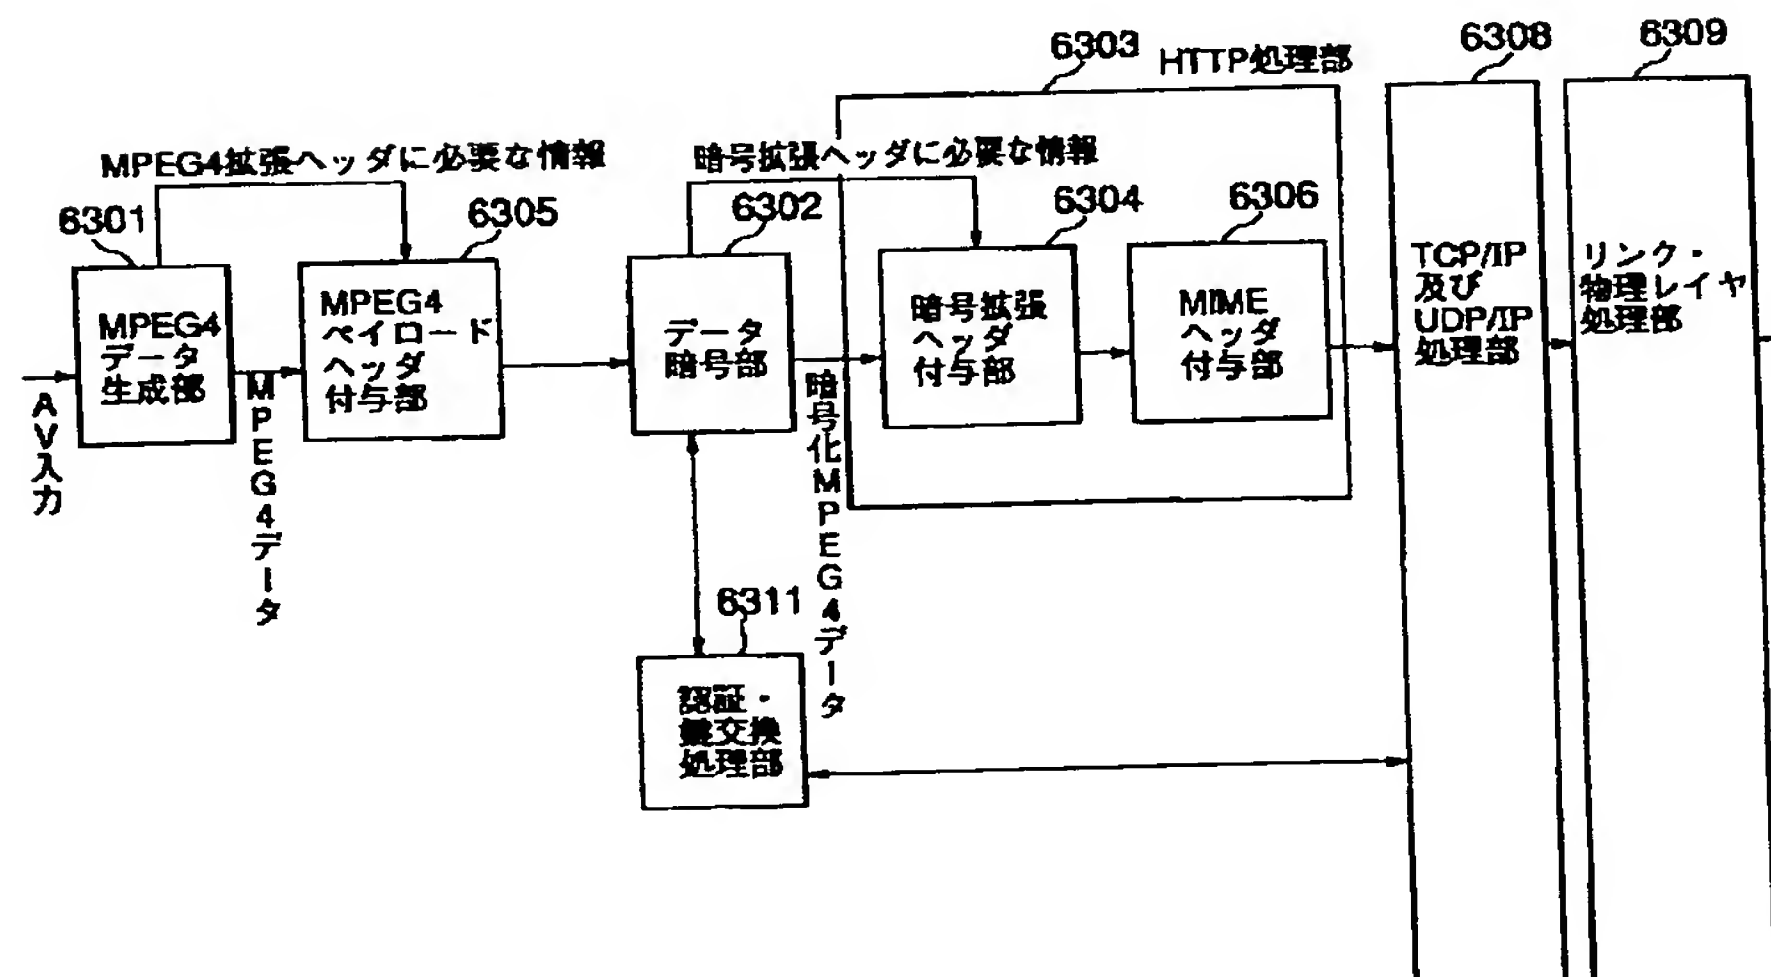 6303
HTTP処理部
6308
6309
MPEG4拡張ヘッダに必要な情報
暗号拡張ヘッダに必要な情報
6301
6305
6302
6304
6306
MPEG4
データ
生成部
MPEG4
ペイロード
ヘッダ
付与部
データ
暗号部
暗号拡張
ヘッダ
付与部
MIME
ヘッダ
付与部
TCP/IP
及び
UDP/IP
処理部
リンク・
物理レイヤ
処理部
AV入力
MPEG4データ
暗号化MPEG4データ
6311
認証・
鍵交換
処理部